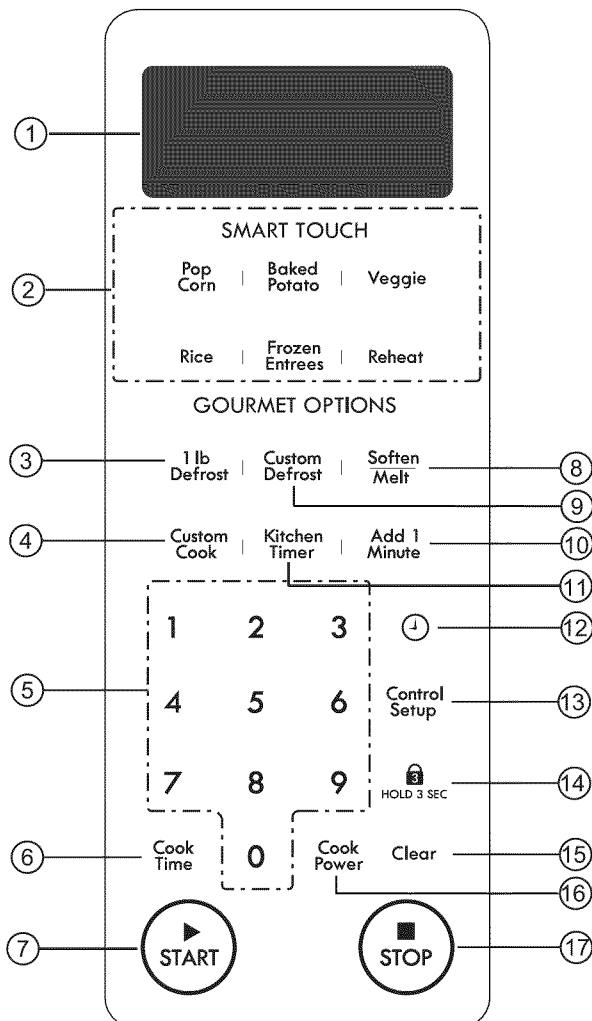 1
SMART TOUCH
2
Pop
Corn
Baked
Potato
Veggie
Rice
Frozen
Entrees
Reheat
GOURMET OPTIONS
3
1 lb
Defrost
Custom
Defrost
Soften
Melt
8
9
4
Custom
Cook
Kitchen
Timer
Add 1
Minute
10
11
1 2 3
12
5
4 5 6
Control
Setup
13
7 8 9
3
HOLD 3 SEC
14
6
Cook
Time
0
Cook
Power
Clear
15
16
7
START
STOP
17